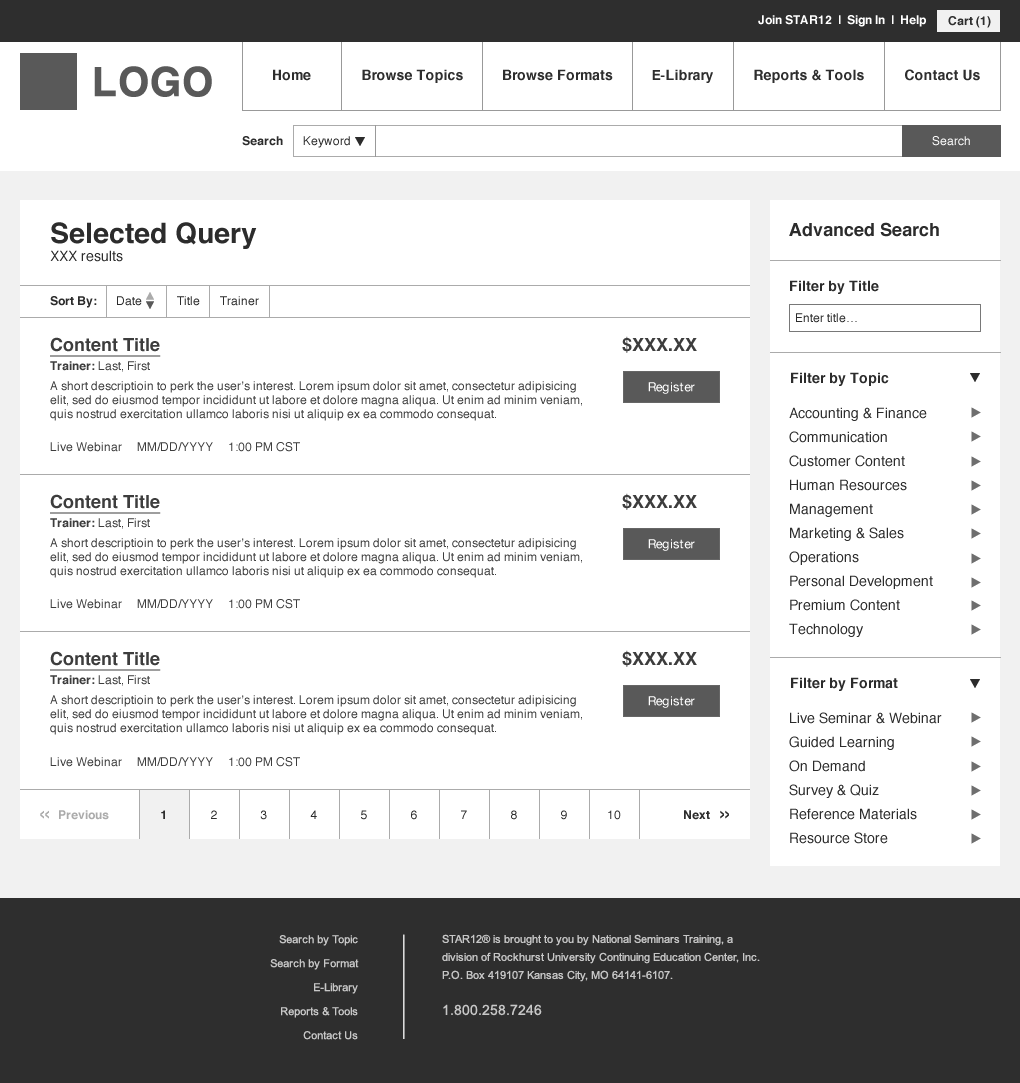 Join STAR12 | Sign In | Help Cart (1)
LOGO
Home Browse Topics Browse Formats E-Library Reports & Tools Contact Us
Search Keyword Search
Selected Query
XXX results
Sort By: Date Title Trainer
Content Title
$XXX.XX
Trainer: Last, First
Register
A short descriptioin to perk the user's interest. Lorem ipsum dolor sit amet, consectetur adipisicing
elit, sed do eiusmod tempor incididunt ut labore et dolore magna aliqua. Ut enim ad minim veniam,
quis nostrud exercitation ullamco laboris nisi ut aliquip ex ea commodo consequat.
Live Webinar MM/DD/YYYY 1:00 PM CST
Content Title
$XXX.XX
Trainer: Last, First
Register
A short descriptioin to perk the user's interest. Lorem ipsum dolor sit amet, consectetur adipisicing
elit, sed do eiusmod tempor incididunt ut labore et dolore magna aliqua. Ut enim ad minim veniam,
quis nostrud exercitation ullamco laboris nisi ut aliquip ex ea commodo consequat.
Live Webinar MM/DD/YYYY 1:00 PM CST
Content Title
$XXX.XX
Trainer: Last, First
Register
A short descriptioin to perk the user's interest. Lorem ipsum dolor sit amet, consectetur adipisicing
elit, sed do eiusmod tempor incididunt ut labore et dolore magna aliqua. Ut enim ad minim veniam,
quis nostrud exercitation ullamco laboris nisi ut aliquip ex ea commodo consequat.
Live Webinar MM/DD/YYYY 1:00 PM CST
« Previous 1 2 3 4 5 6 7 8 9 10 Next »
Advanced Search
Filter by Title
Enter title...
Filter by Topic
Accounting & Finance
Communication
Customer Content
Human Resources
Management
Marketing & Sales
Operations
Personal Development
Premium Content
Technology
Filter by Format
Live Seminar & Webinar
Guided Learning
On Demand
Survey & Quiz
Reference Materials
Resource Store
Search by Topic
Search by Format
E-Library
Reports & Tools
Contact Us
STAR12® is brought to you by National Seminars Training, a
division of Rockhurst University Continuing Education Center, Inc.
P.O. Box 419107 Kansas City, MO 64141-6107.
1.800.258.7246